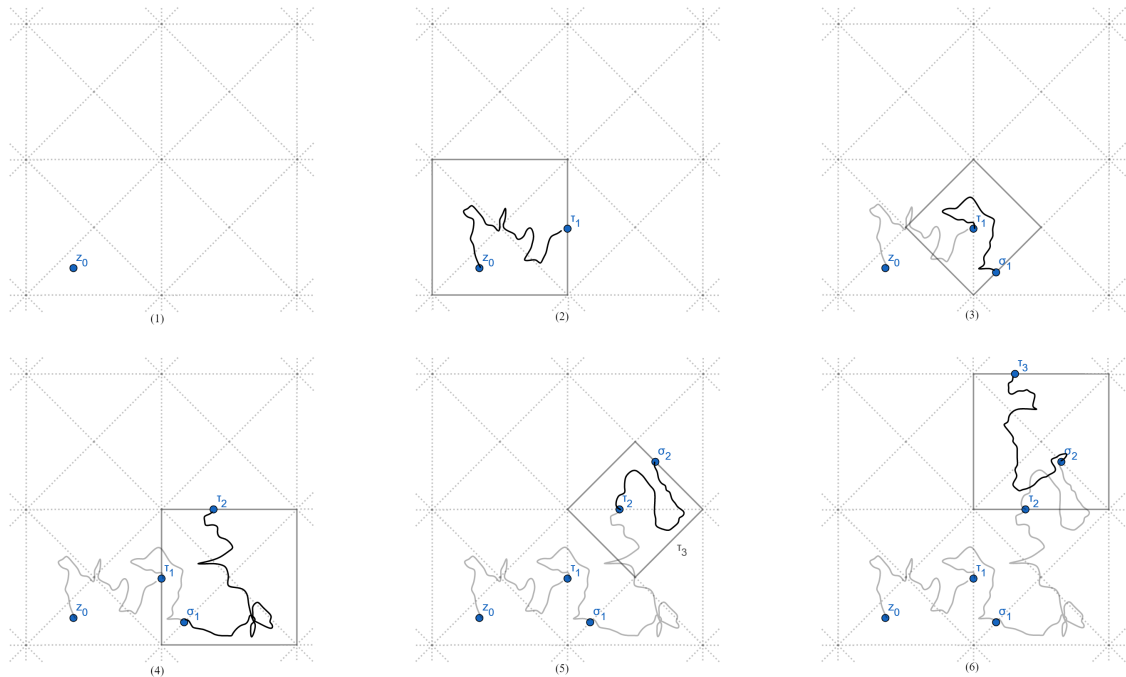 z₀
(1)
τ₁
z₀
(2)
τ₁
z₀
σ₁
(3)
τ₂
τ₁
z₀
σ₁
(4)
σ₂
τ₂
τ₃
τ₁
z₀
σ₁
(5)
τ₃
σ₂
τ₂
τ₁
z₀
σ₁
(6)